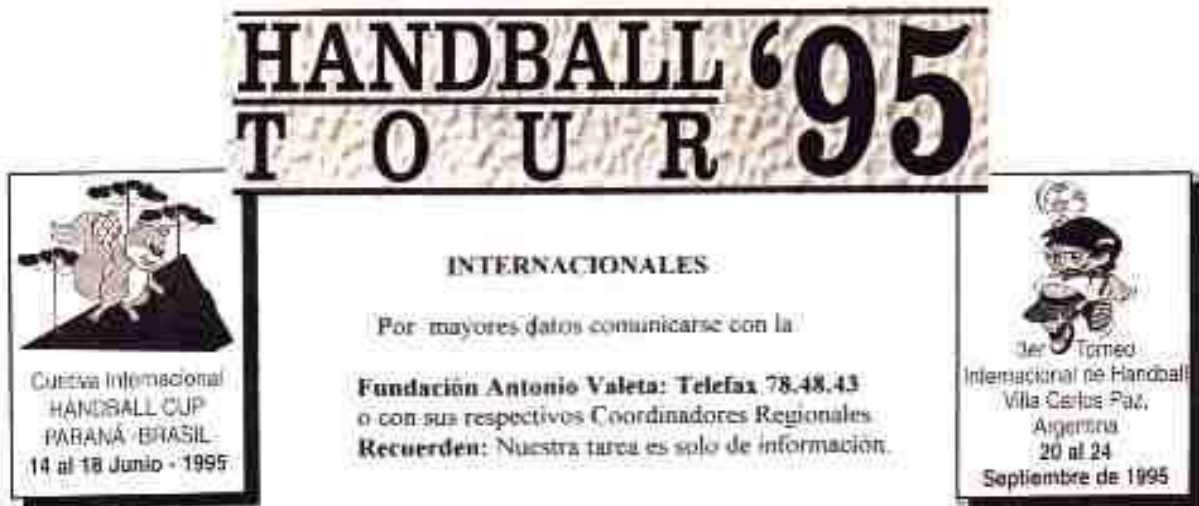 HANDBALL '95
TOUR
INTERNACIONALES
Por mayores datos comunicarse con la
Fundación Antonio Valeta: Telefax 78.48.43
o con sus respectivos Coordinadores Regionales
Recuerden: Nuestra tarea es solo de información.
Internacional
HANDBALL CUP
PARANÁ - BRASIL
14 al 18 Junio - 1995
3er Torneo
Internacional de Handball
Villa Carlos Paz,
Argentina
20 al 24
Septiembre de 1995